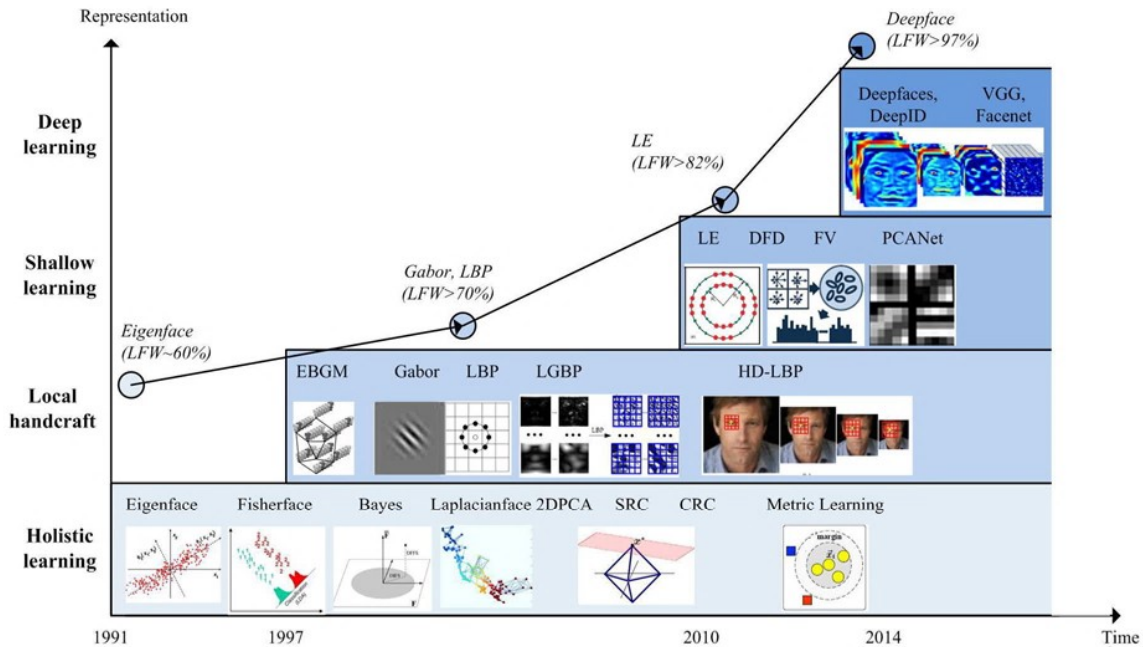 Representation
Deepface
(LFW>97%)
Deep
learning
Deepfaces,
DeepID
VGG,
Facenet
LE
(LFW>82%)
Shallow
learning
LE DFD FV PCANet
Gabor, LBP
(LFW>70%)
Eigenface
(LFW~60%)
Local
handcraft
EBGM Gabor LBP LGBP HD-LBP
LBP
Holistic
learning
Eigenface Fisherface Bayes Laplacianface 2DPCA SRC CRC Metric Learning
margin
1991 1997 2010 2014 Time